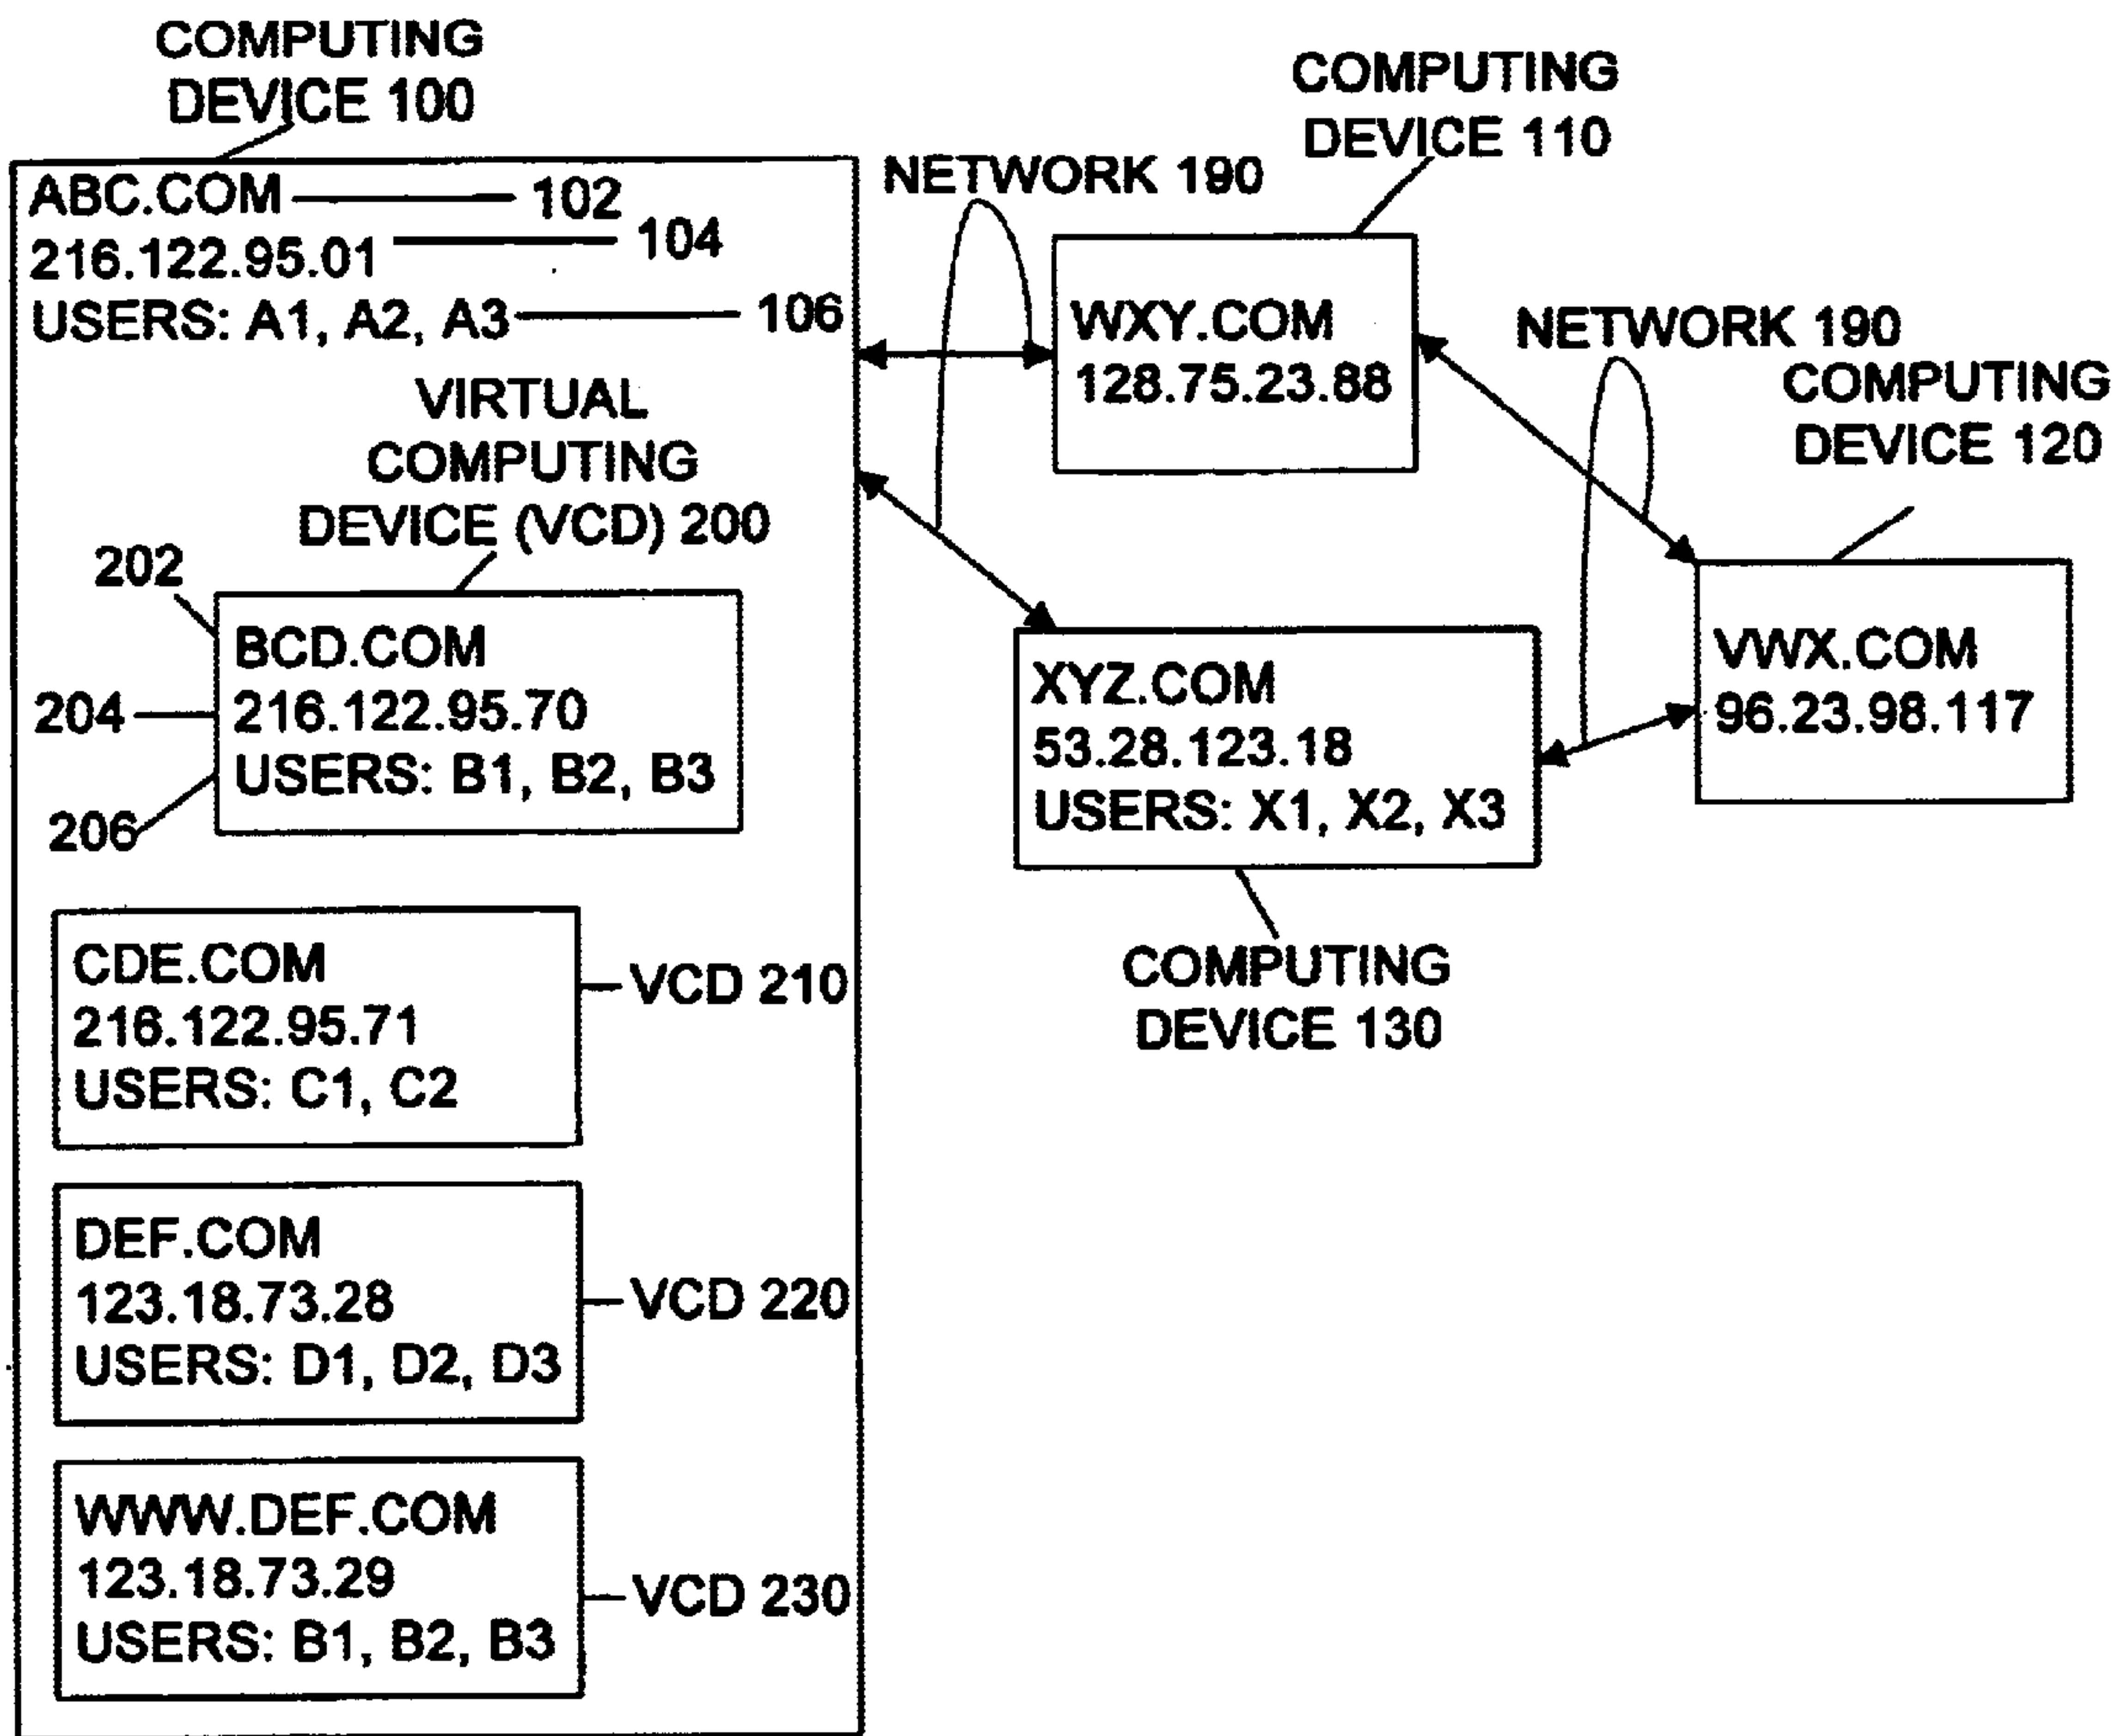 COMPUTING
DEVICE 100
ABC.COM 102
216.122.95.01 104
USERS: A1, A2, A3 106
VIRTUAL
COMPUTING
DEVICE (VCD) 200
202
BCD.COM
204 216.122.95.70
USERS: B1, B2, B3
206
CDE.COM
216.122.95.71
USERS: C1, C2
VCD 210
DEF.COM
123.18.73.28
USERS: D1, D2, D3
VCD 220
WWW.DEF.COM
123.18.73.29
USERS: B1, B2, B3
VCD 230
NETWORK 190
COMPUTING
DEVICE 110
WXY.COM
128.75.23.88
NETWORK 190
COMPUTING
DEVICE 120
VWX.COM
96.23.98.117
XYZ.COM
53.28.123.18
USERS: X1, X2, X3
COMPUTING
DEVICE 130